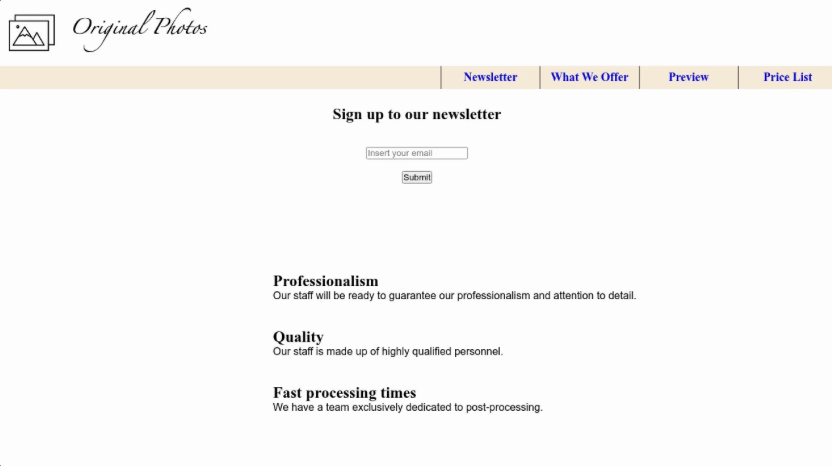 Original Photos
Newsletter
What We Offer
Preview
Price List
Sign up to our newsletter
Insert your email
Submit
Professionalism
Our staff will be ready to guarantee our professionalism and attention to detail.
Quality
Our staff is made up of highly qualified personnel.
Fast processing times
We have a team exclusively dedicated to post-processing.